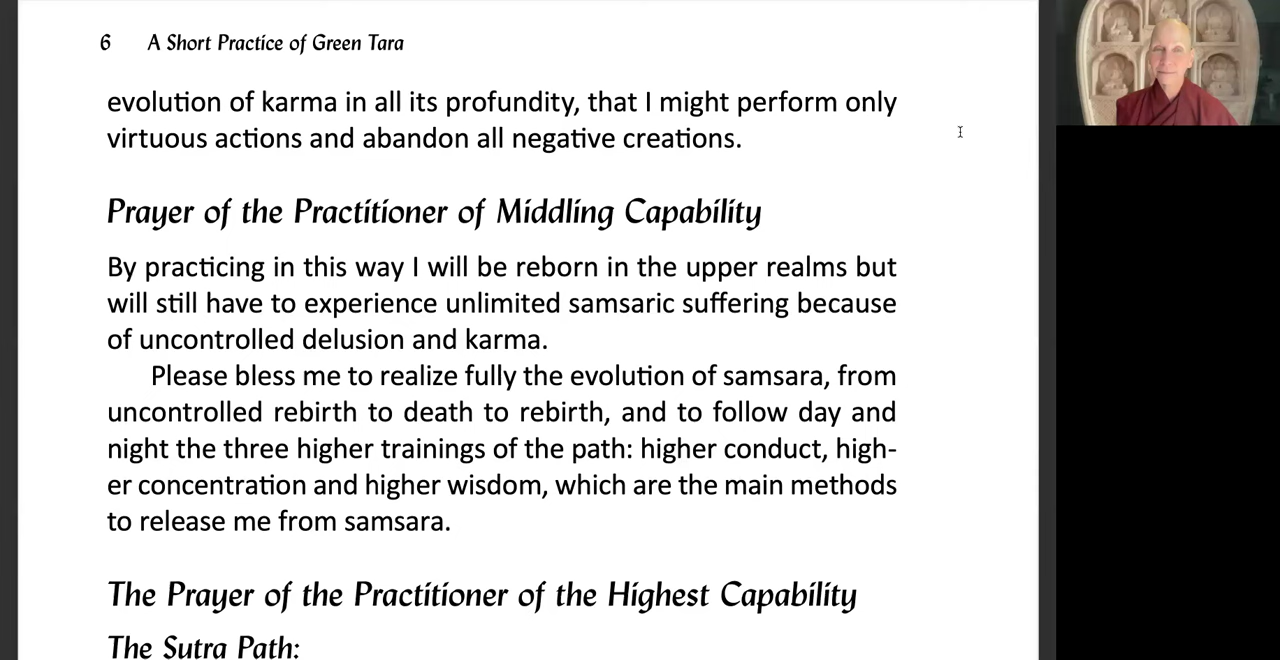 6 A Short Practice of Green Tara
evolution of karma in all its profundity, that I might perform only
virtuous actions and abandon all negative creations.
Prayer of the Practitioner of Middling Capability
By practicing in this way I will be reborn in the upper realms but
will still have to experience unlimited samsaric suffering because
of uncontrolled delusion and karma.
Please bless me to realize fully the evolution of samsara, from
uncontrolled rebirth to death to rebirth, and to follow day and
night the three higher trainings of the path: higher conduct, high-
er concentration and higher wisdom, which are the main methods
to release me from samsara.
The Prayer of the Practitioner of the Highest Capability
The Sutra Path: